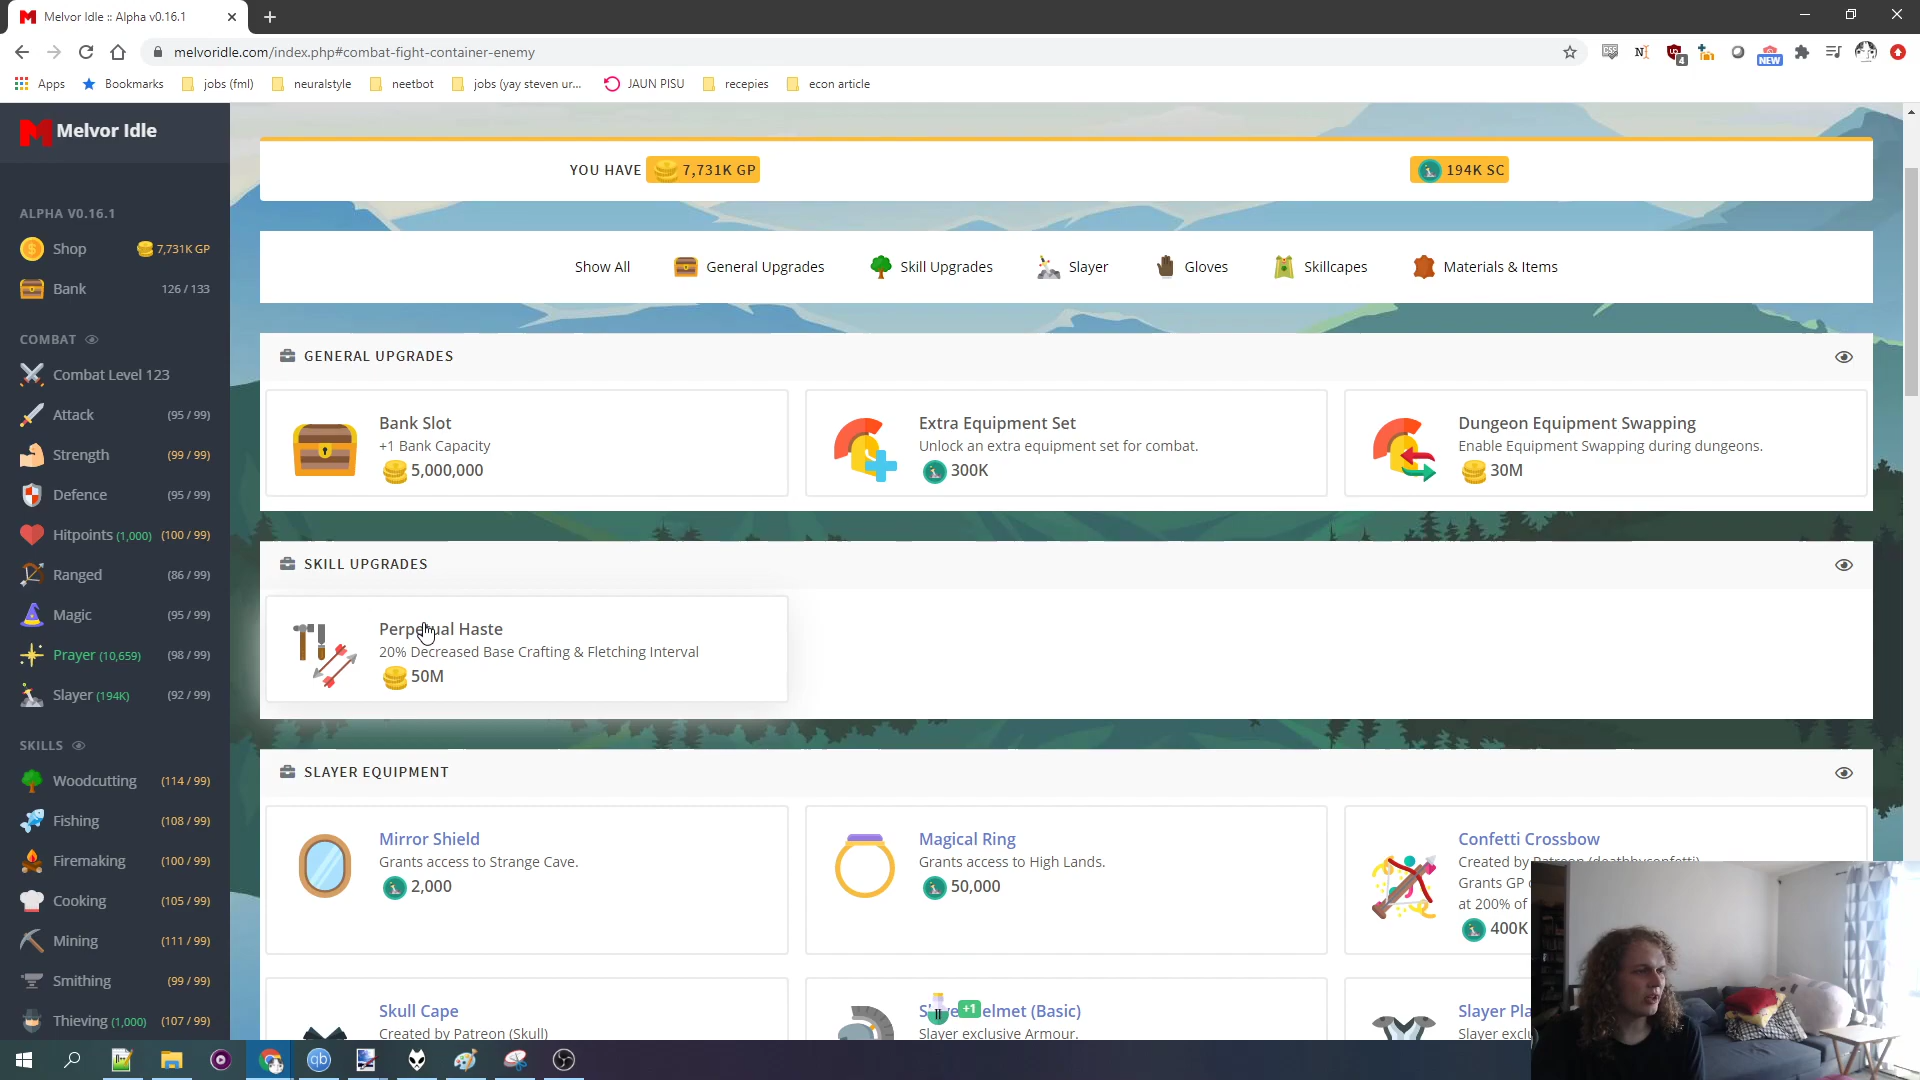 Melvor Idle :: Alpha v0.16.1
melvoridle.com/index.php#combat-fight-container-enemy
4
NEW
Apps Bookmarks jobs (fml) neuralstyle neetbot jobs (yay steven ur... JAUN PISU recepies econ article
Melvor Idle
ALPHA V0.16.1
Shop 7,731K GP
Bank 126 / 133
COMBAT
Combat Level 123
Attack (95 / 99)
Strength (99 / 99)
Defence (95 / 99)
Hitpoints (1,000) (100 / 99)
Ranged (86 / 99)
Magic (95 / 99)
Prayer (10,659) (98 / 99)
Slayer (194K) (92 / 99)
SKILLS
Woodcutting (114 / 99)
Fishing (108 / 99)
Firemaking (100 / 99)
Cooking (105 / 99)
Mining (111 / 99)
Smithing (99 / 99)
Thieving (1,000) (107 / 99)
YOU HAVE 7,731K GP
194K SC
Show All General Upgrades Skill Upgrades Slayer Gloves Skillcapes Materials & Items
GENERAL UPGRADES
Bank Slot
+1 Bank Capacity
5,000,000
Extra Equipment Set
Unlock an extra equipment set for combat.
300K
Dungeon Equipment Swapping
Enable Equipment Swapping during dungeons.
30M
SKILL UPGRADES
Perpetual Haste
20% Decreased Base Crafting & Fletching Interval
50M
SLAYER EQUIPMENT
Mirror Shield
Grants access to Strange Cave.
2,000
Magical Ring
Grants access to High Lands.
50,000
Confetti Crossbow
Created by Patreon (deathbyconfetti)
Grants GP
at 200% of
400K
Skull Cape
Created by Patreon (Skull)
Slayer Helmet (Basic)
Slayer exclusive Armour.
+1
Slayer
qb